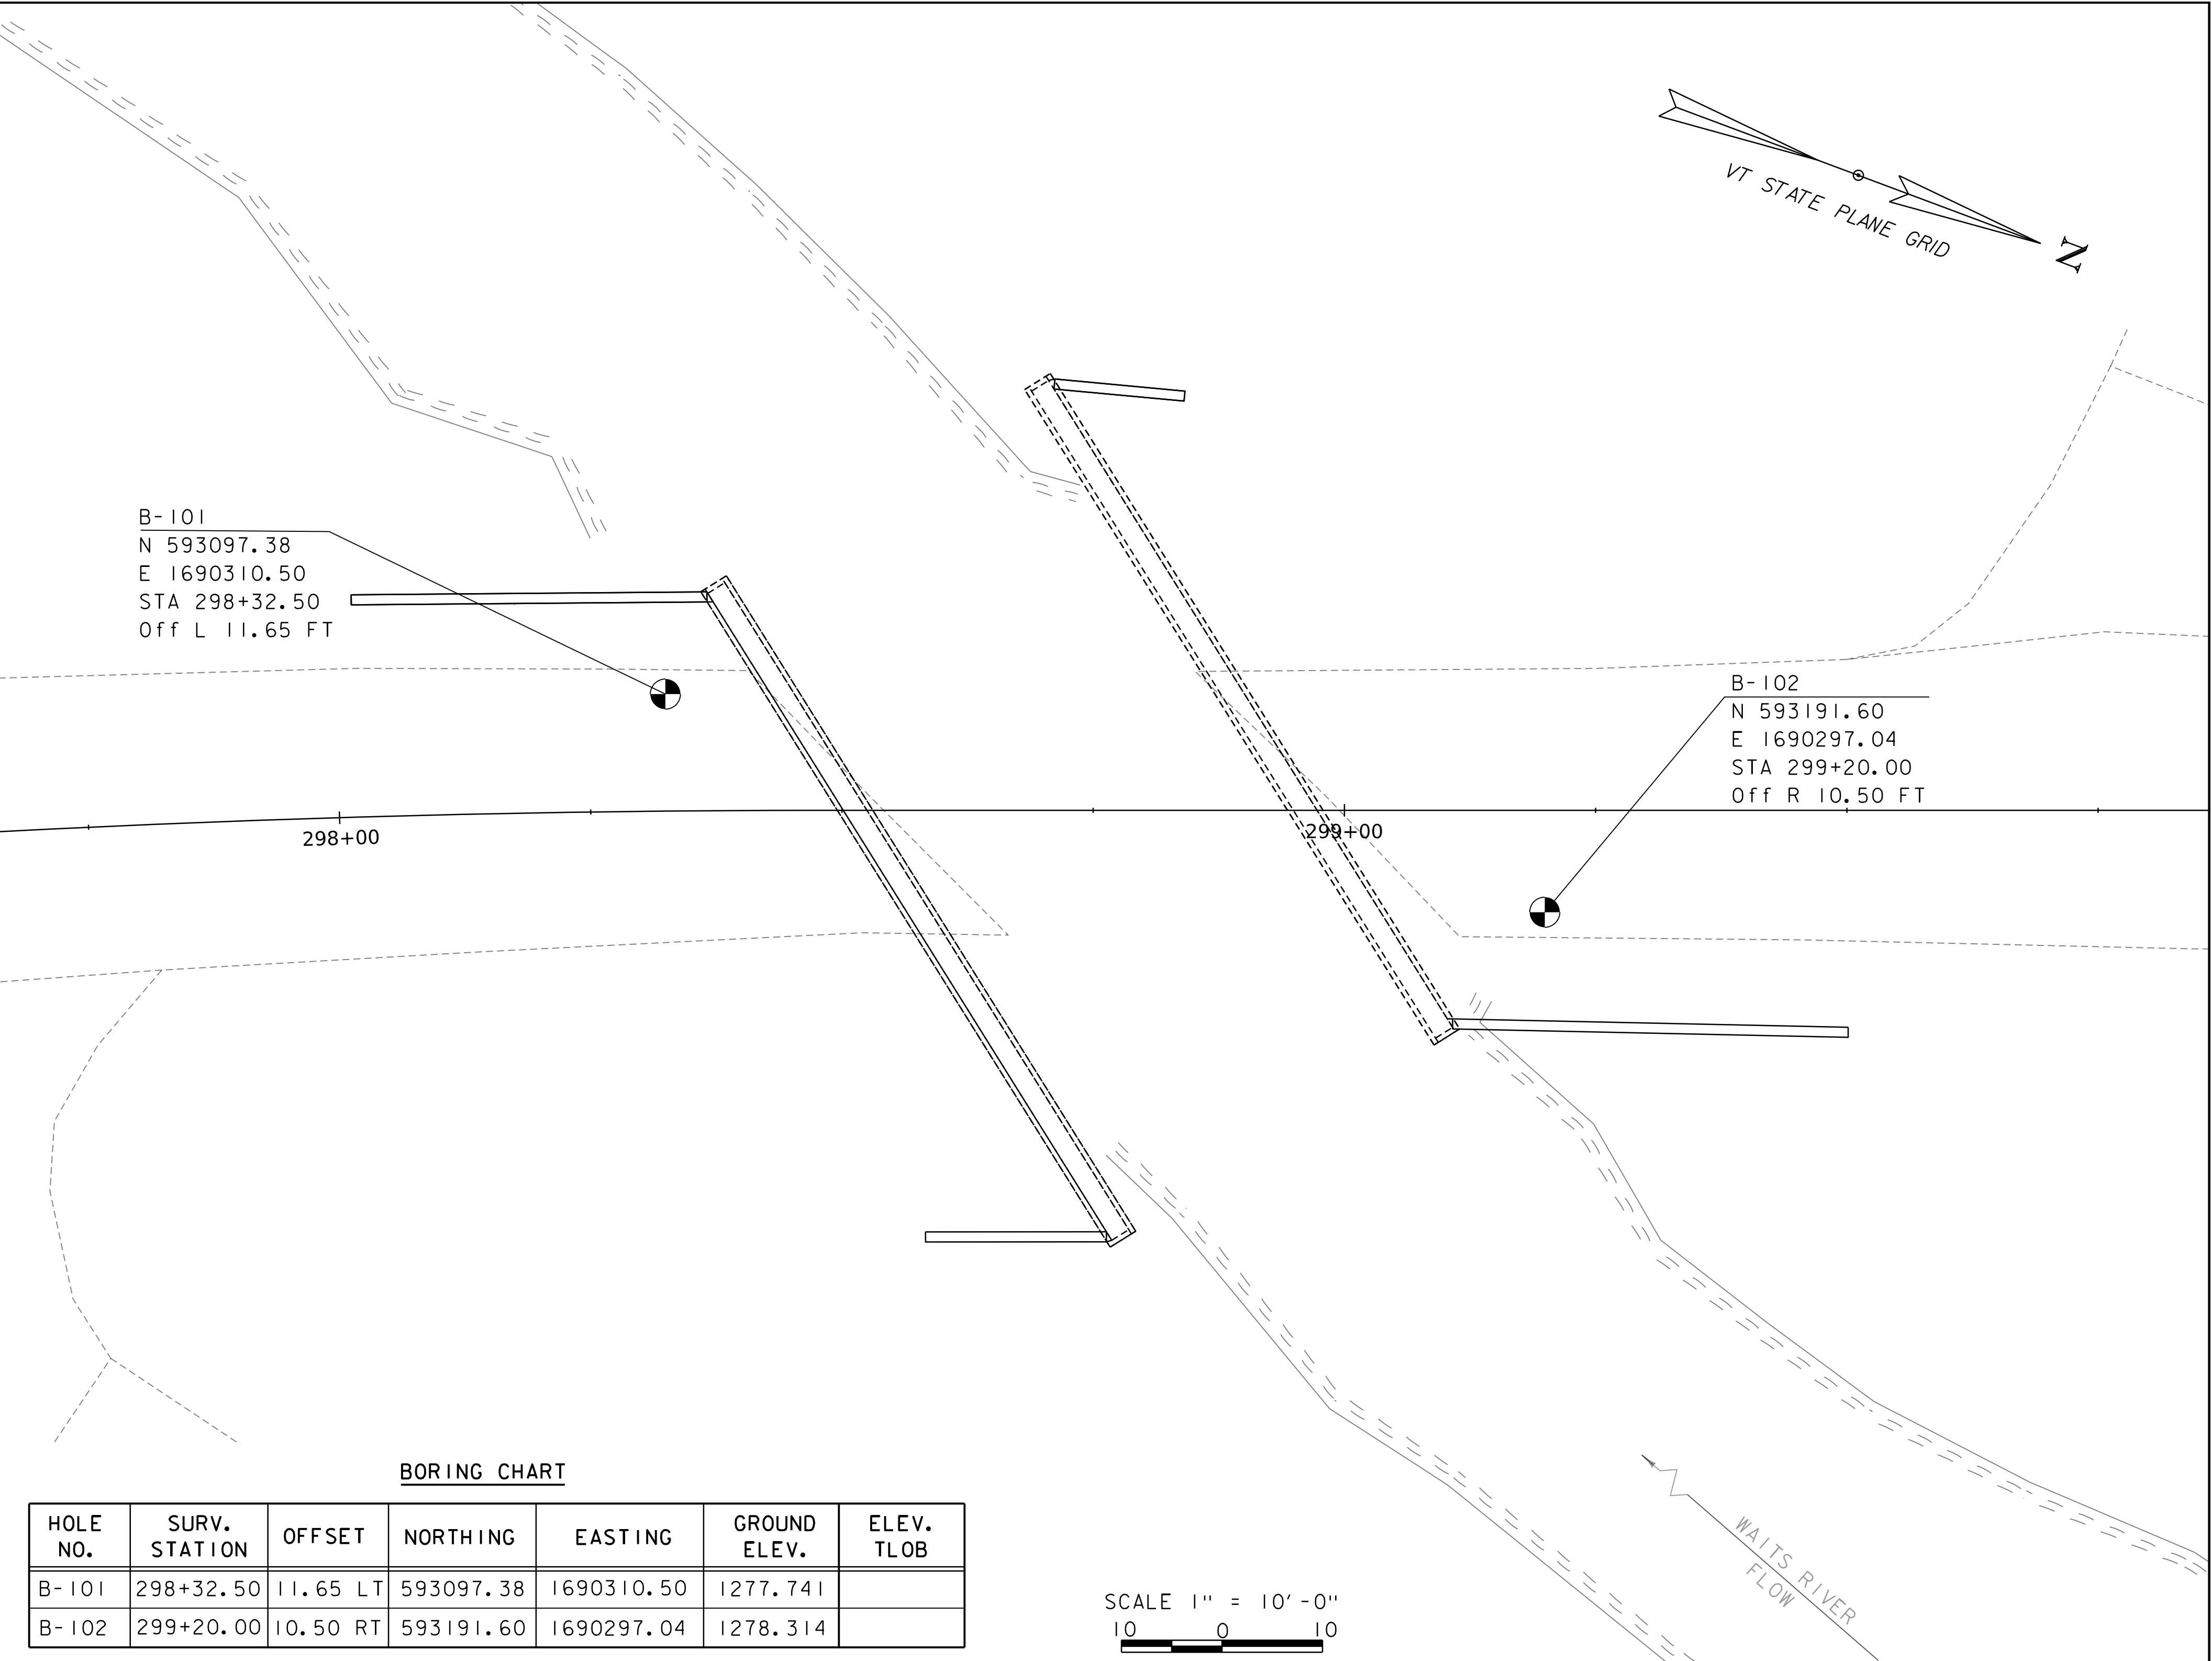 VT STATE PLANE GRID
N
B-101
N 593097.38
E 1690310.50
STA 298+32.50
Off L 11.65 FT
B-102
N 593191.60
E 1690297.04
STA 299+20.00
Off R 10.50 FT
298+00
299+00
BORING CHART
HOLE NO. SURV. STATION OFFSET NORTHING EASTING GROUND ELEV. ELEV. TLOB
B-101 298+32.50 11.65 LT 593097.38 1690310.50 1277.741
B-102 299+20.00 10.50 RT 593191.60 1690297.04 1278.314
SCALE 1" = 10'-0"
10 0 10
WAITS RIVER
FLOW